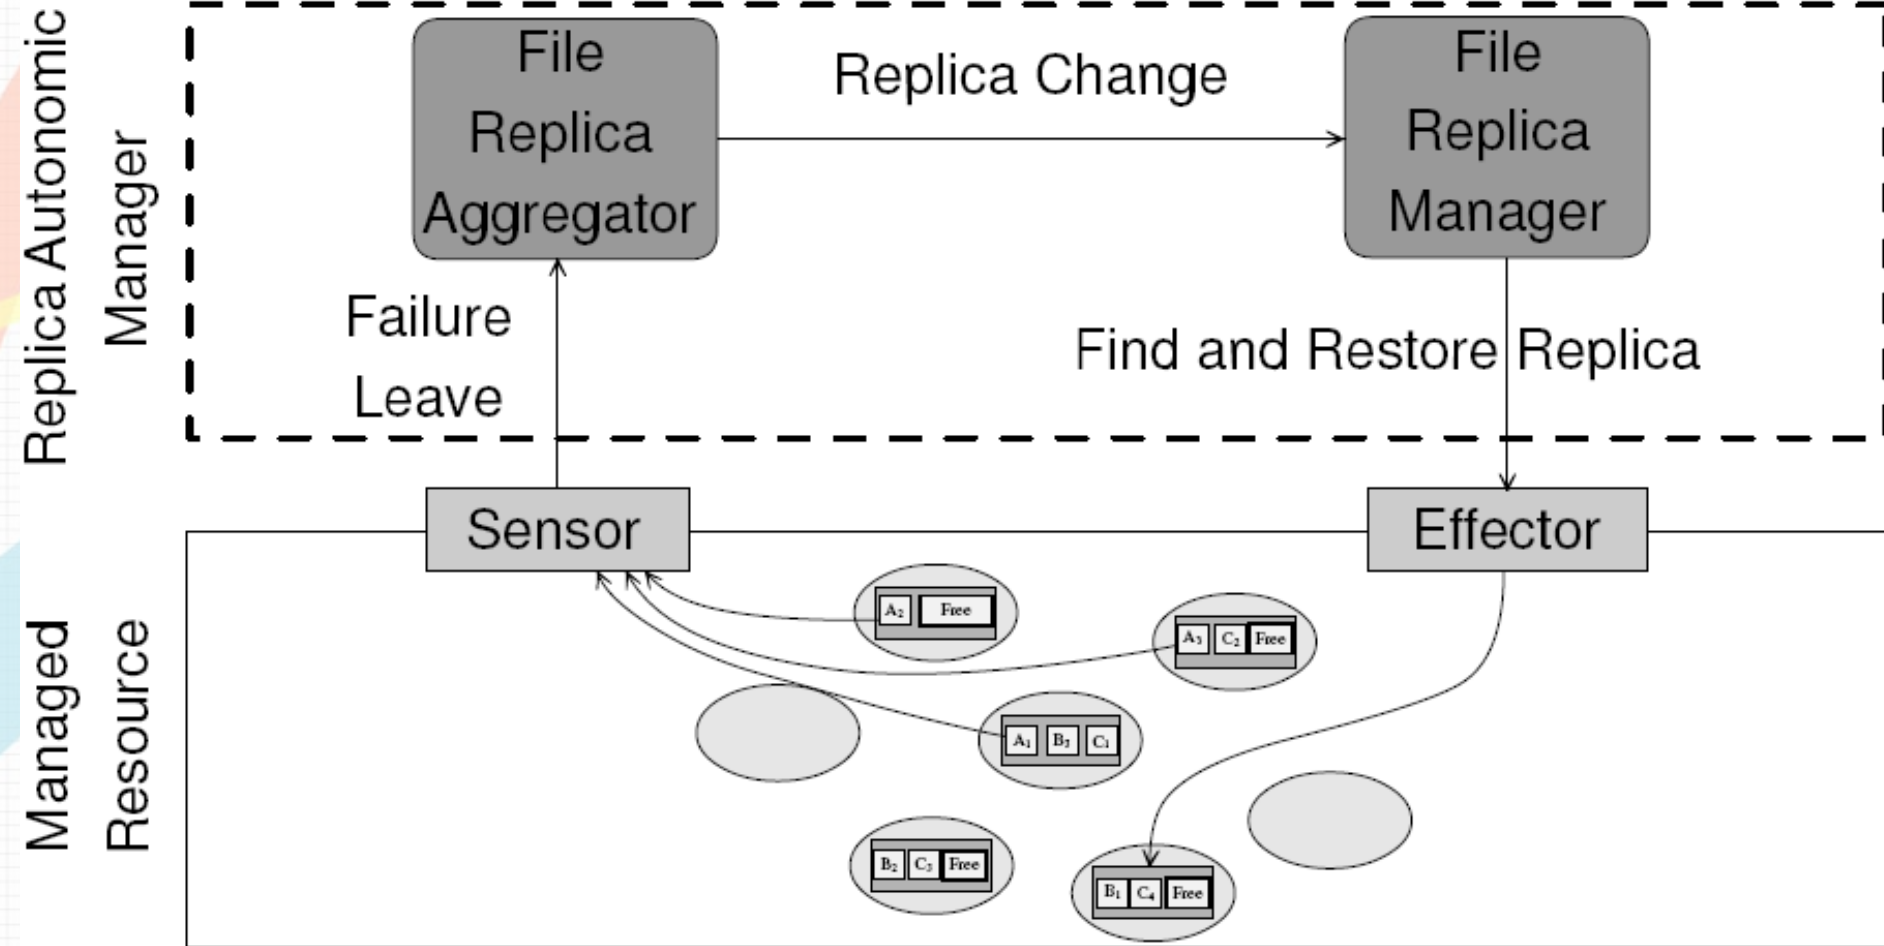 Replica Autonomic
Manager
File
Replica
Aggregator
Replica Change
File
Replica
Manager
Failure
Leave
Find and Restore Replica
Sensor
Effector
Managed
Resource
A₂ Free
A₃ C₂ Free
A₁ B₃ C₁
B₂ C₃ Free
B₁ C₄ Free